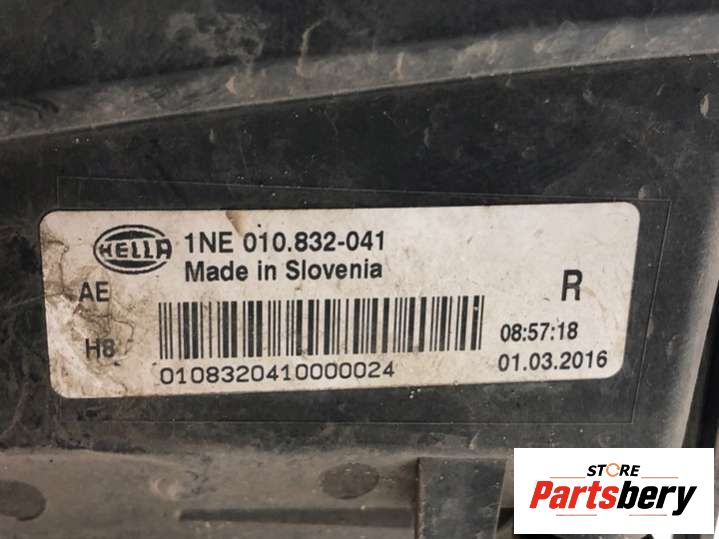 HELLA
1NE 010.832-041
Made in Slovenia
AE
R
H8
08:57:18
0108320410000024
01.03.2016
STORE
Partsbery